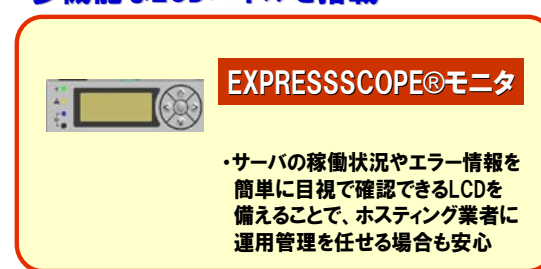 EXPRESSSCOPE®モニタ
・サーバの稼働状況やエラー情報を
簡単に目視で確認できるLCDを
備えることで、ホスティング業者に
運用管理を任せる場合も安心